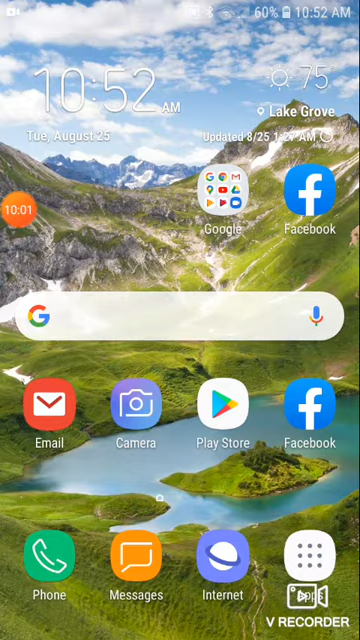 60% 10:52 AM
10:52 AM
75
Lake Grove
Tue, August 25
Updated 8/25 1:27 AM
10:01
Google
Facebook
Email
Camera
Play Store
Facebook
Phone
Messages
Internet
Apps
V RECORDER